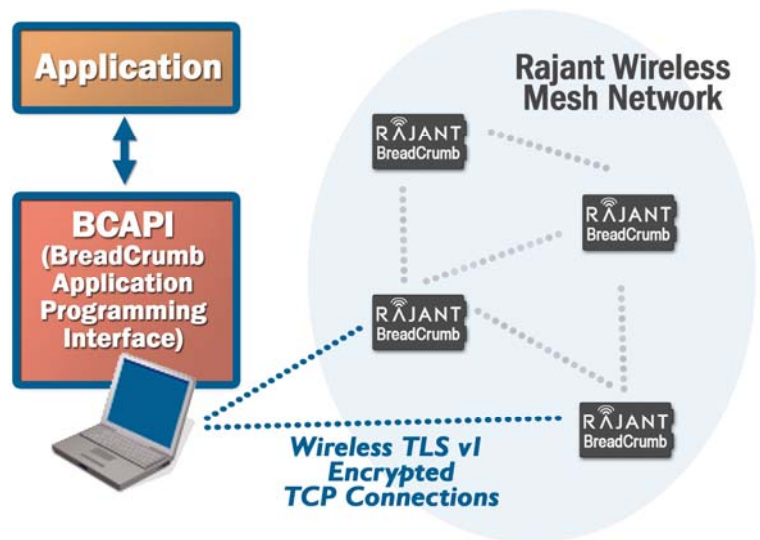 Application
BCAPI
(BreadCrumb
Application
Programming
Interface)
Rajant Wireless
Mesh Network
RAJANT
BreadCrumb
RAJANT
BreadCrumb
RAJANT
BreadCrumb
RAJANT
BreadCrumb
Wireless TLS v1
Encrypted
TCP Connections